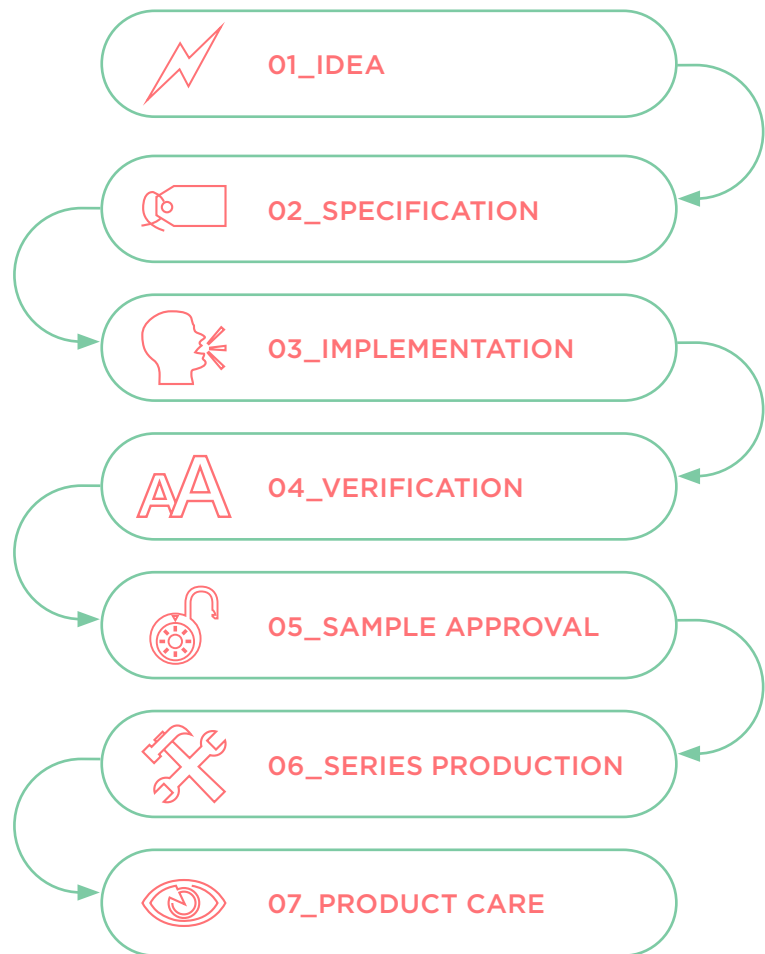 01_IDEA
02_SPECIFICATION
03_IMPLEMENTATION
04_VERIFICATION
05_SAMPLE APPROVAL
06_SERIES PRODUCTION
07_PRODUCT CARE